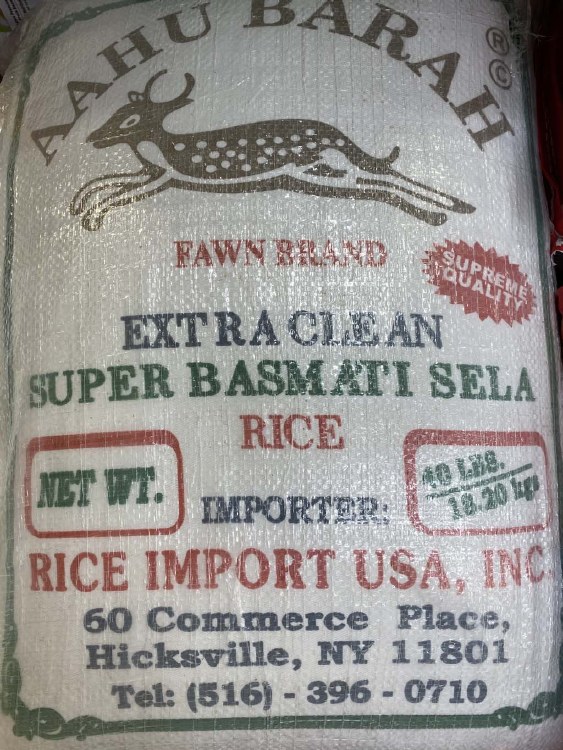 AAHU BARAH
® ©
FAWN BRAND
SUPREME
QUALITY
EXTRA CLEAN
SUPER BASMATI SELA
RICE
NET WT.
40 LBS.
18.20 kgs
IMPORTER:
RICE IMPORT USA, INC.
60 Commerce Place,
Hicksville, NY 11801
Tel: (516) - 396 - 0710